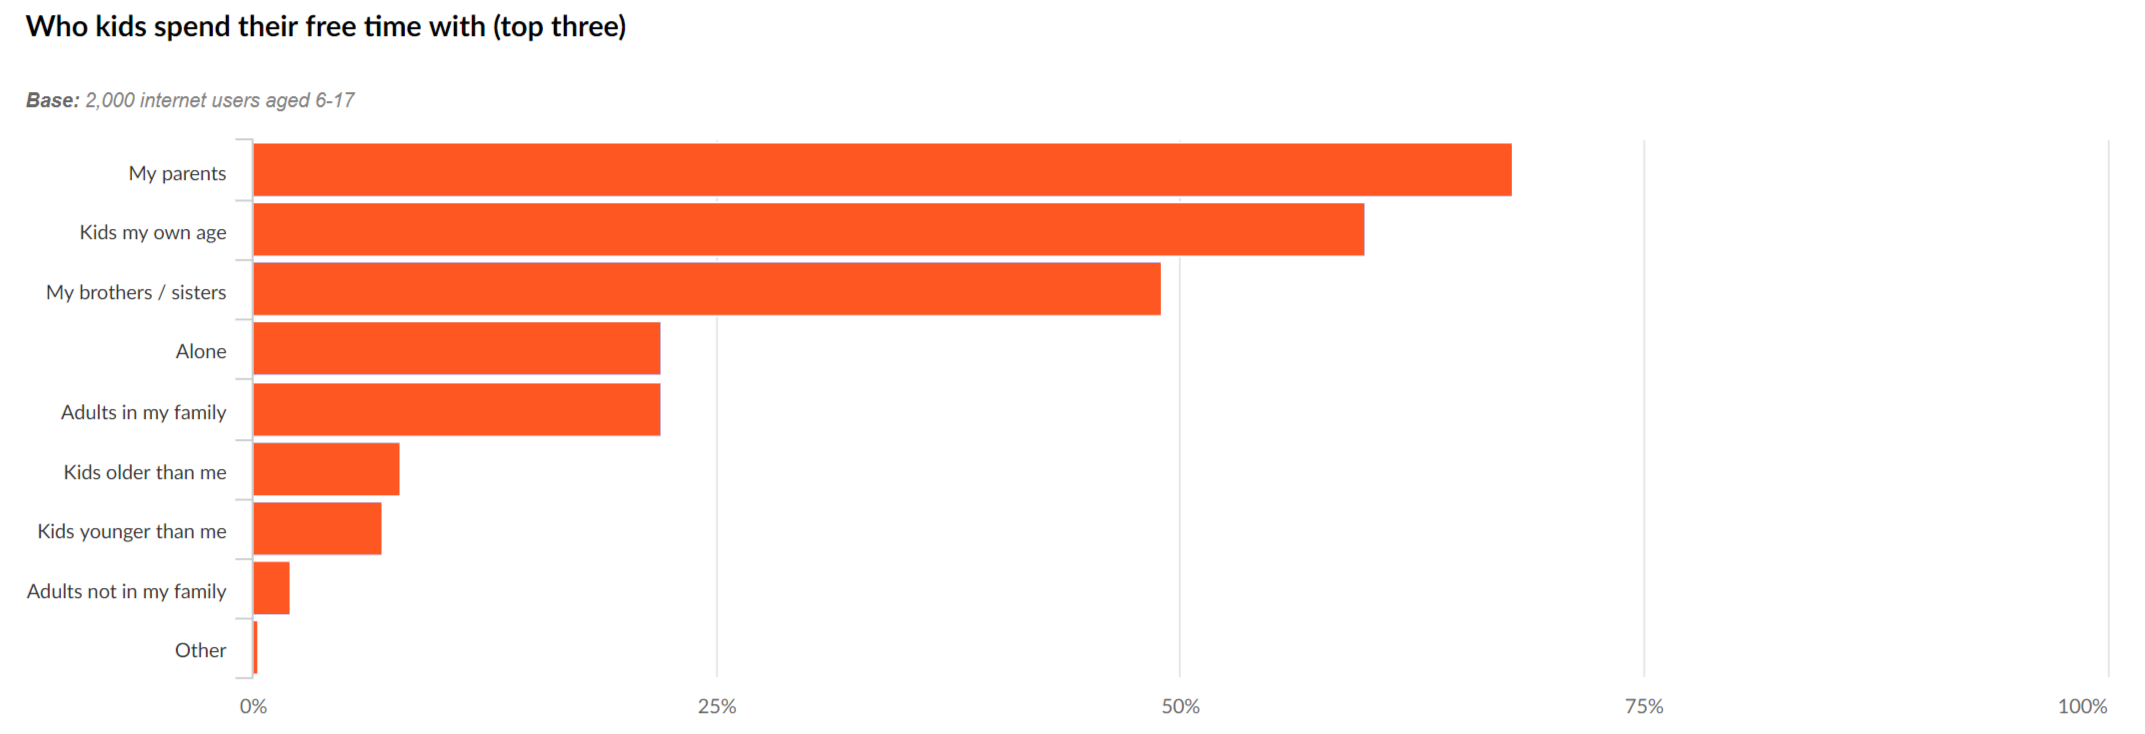 Who kids spend their free time with (top three)
Base: 2,000 internet users aged 6-17
My parents
Kids my own age
My brothers / sisters
Alone
Adults in my family
Kids older than me
Kids younger than me
Adults not in my family
Other
0% 25% 50% 75% 100%